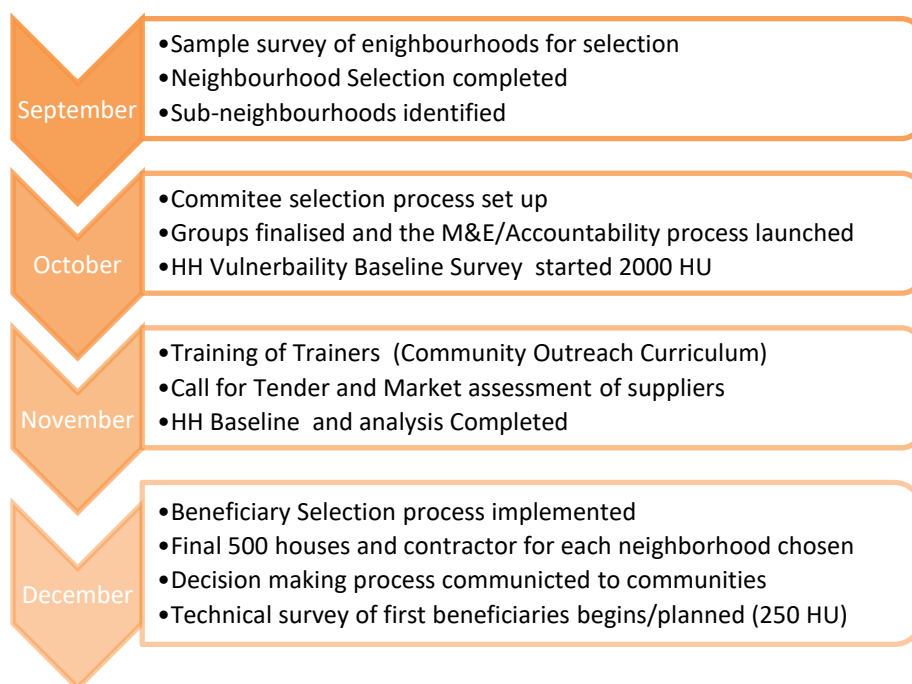 September
•Sample survey of enighbourhoods for selection
•Neighbourhood Selection completed
•Sub-neighbourhoods identified
October
•Commitee selection process set up
•Groups finalised and the M&E/Accountability process launched
•HH Vulnerbaility Baseline Survey  started 2000 HU
November
•Training of Trainers  (Community Outreach Curriculum)
•Call for Tender and Market assessment of suppliers
•HH Baseline  and analysis Completed
December
•Beneficiary Selection process implemented
•Final 500 houses and contractor for each neighborhood chosen
•Decision making process communicted to communities
•Technical survey of first beneficiaries begins/planned (250 HU)